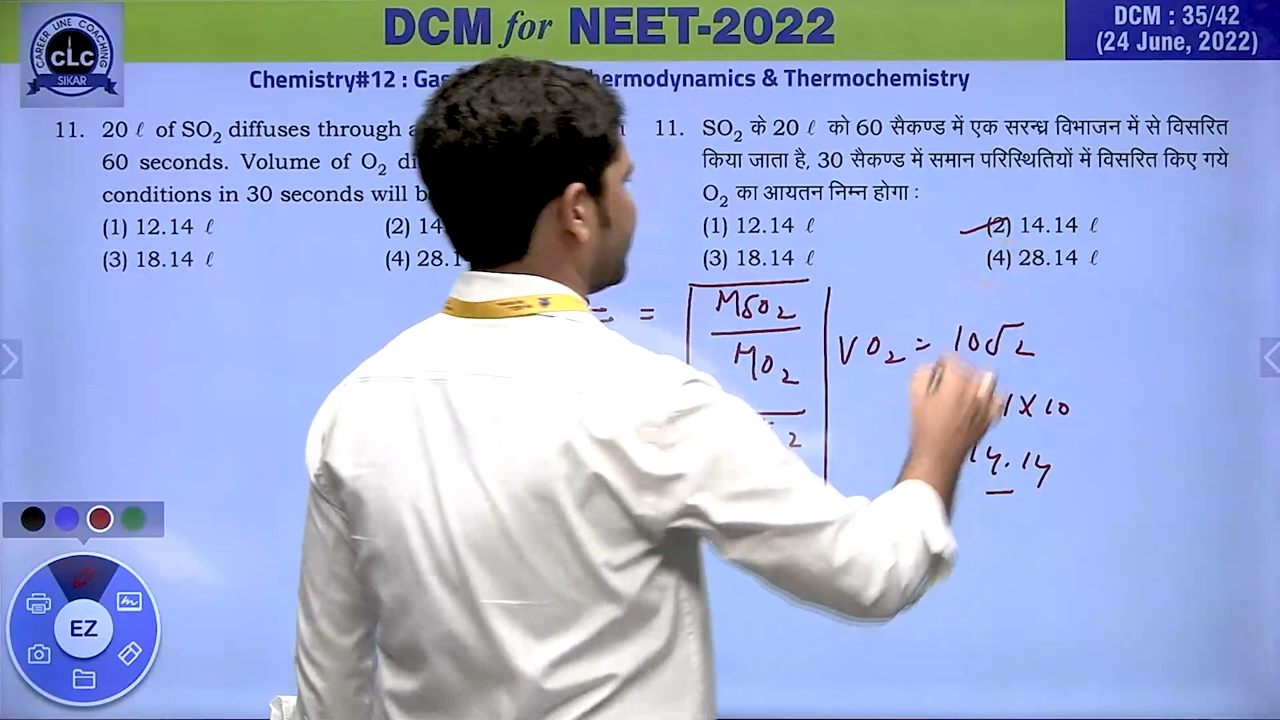 DCM for NEET-2022
DCM : 35/42
(24 June, 2022)
CAREER LINE COACHING
CLC
SIKAR
Chemistry#12 : Gas
ermodynamics & Thermochemistry
11. 20 ℓ of SO₂ diffuses through
60 seconds. Volume of O₂ di
conditions in 30 seconds will b
(1) 12.14 ℓ (2) 14
(3) 18.14 ℓ (4) 28.1
11. SO₂ के 20 ℓ को 60 सैकण्ड में एक सरन्ध्र विभाजन में से विसरित
किया जाता है, 30 सैकण्ड में समान परिस्थितियों में विसरित किए गये
O₂ का आयतन निम्न होगा :
(1) 12.14 ℓ (2) 14.14 ℓ
(3) 18.14 ℓ (4) 28.14 ℓ
= MSO₂
MO₂
2
VO₂ = 10√2
1 X 10
14.14
EZ